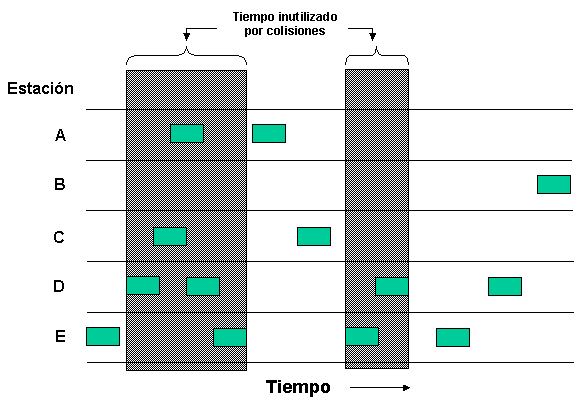 Tiempo inutilizado
por colisiones
Estación
A
B
C
D
E
Tiempo